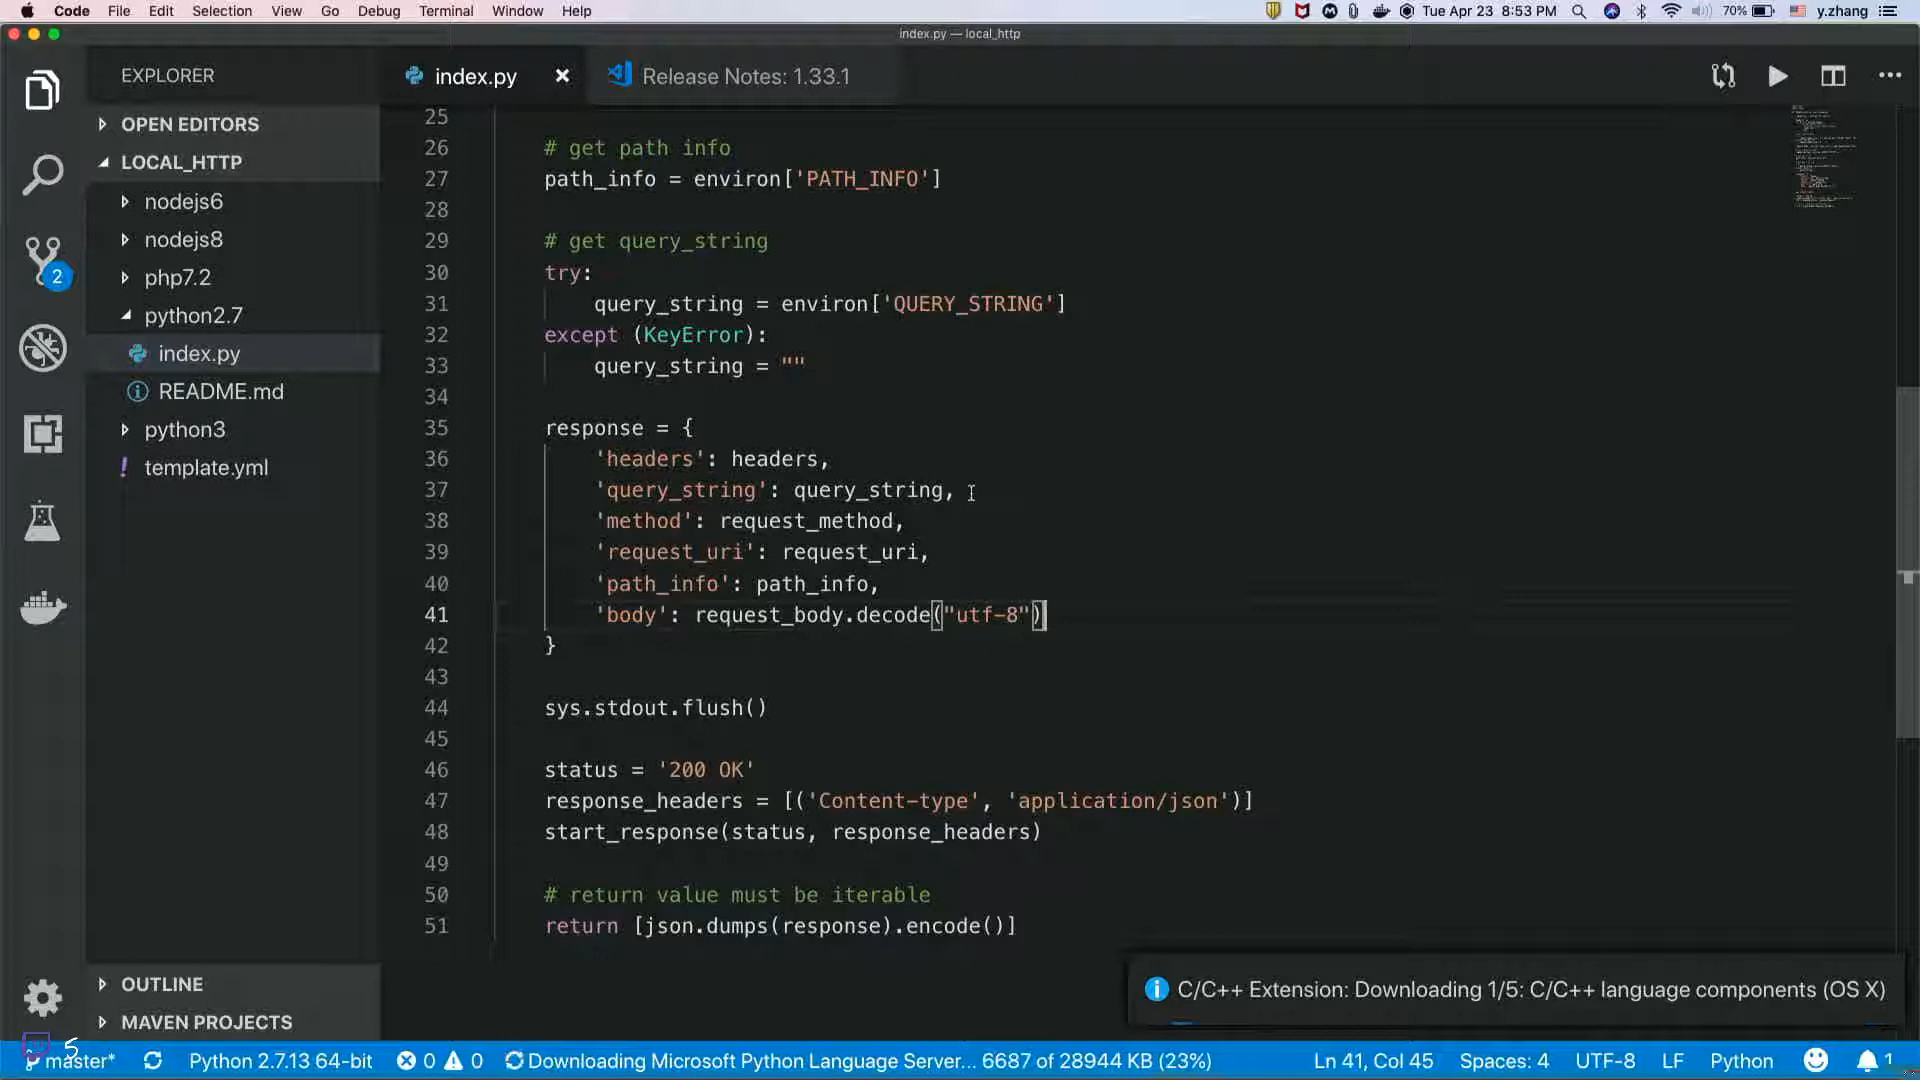 Code File Edit Selection View Go Debug Terminal Window Help Tue Apr 23 8:53 PM 70% y.zhang
index.py — local_http
EXPLORER
OPEN EDITORS
LOCAL_HTTP
nodejs6
nodejs8
php7.2
python2.7
index.py
README.md
python3
template.yml
OUTLINE
MAVEN PROJECTS
2
index.py Release Notes: 1.33.1
25
26 # get path info
27 path_info = environ['PATH_INFO']
28
29 # get query_string
30 try:
31 query_string = environ['QUERY_STRING']
32 except (KeyError):
33 query_string = ""
34
35 response = {
36 'headers': headers,
37 'query_string': query_string,
38 'method': request_method,
39 'request_uri': request_uri,
40 'path_info': path_info,
41 'body': request_body.decode("utf-8")
42 }
43
44 sys.stdout.flush()
45
46 status = '200 OK'
47 response_headers = [('Content-type', 'application/json')]
48 start_response(status, response_headers)
49
50 # return value must be iterable
51 return [json.dumps(response).encode()]
C/C++ Extension: Downloading 1/5: C/C++ language components (OS X)
master* Python 2.7.13 64-bit 0 0 Downloading Microsoft Python Language Server... 6687 of 28944 KB (23%) Ln 41, Col 45 Spaces: 4 UTF-8 LF Python 1